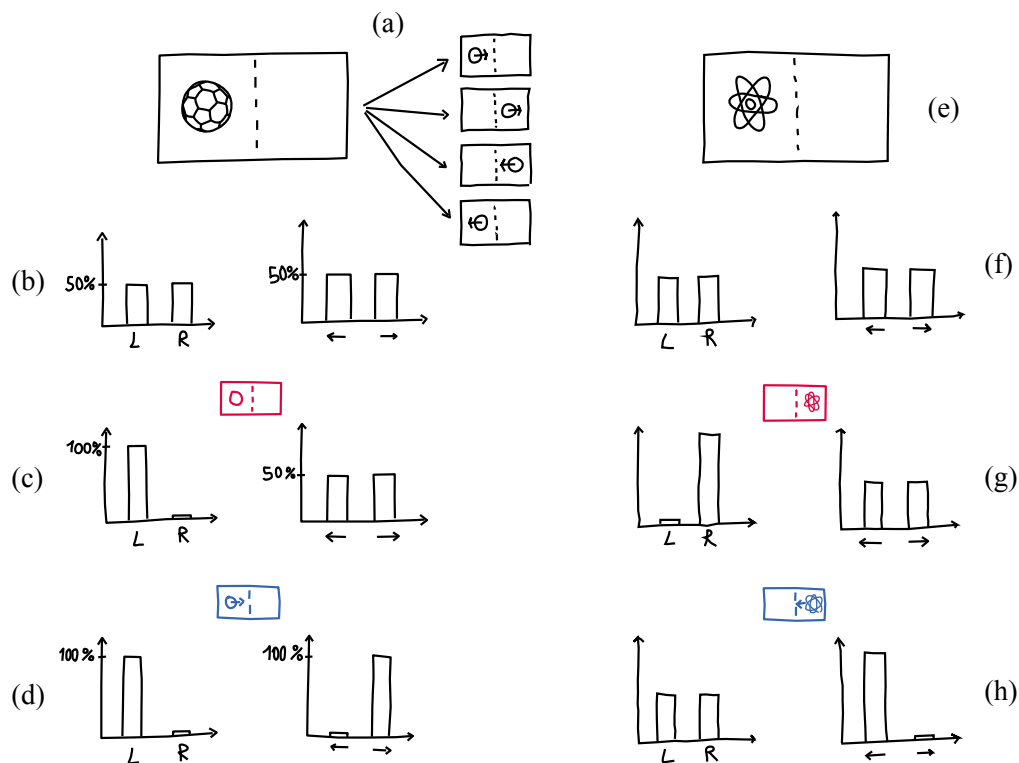 (a)
(e)
(b)
50%
L R
50%
← →
(f)
L R
← →
(c)
100%
L R
50%
← →
(g)
L R
← →
(d)
100%
L R
100%
← →
(h)
L R
← →